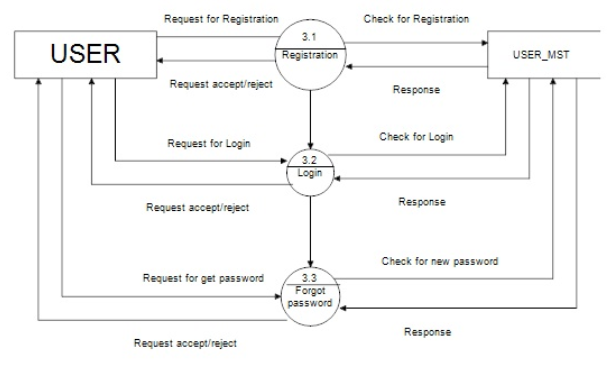 Request for Registration
Check for Registration
3.1
USER
Registration
USER_MST
Request accept/reject
Response
Request for Login
Check for Login
3.2
Login
Request accept/reject
Response
Check for new password
Request for get password
3.3
Forgot
password
Response
Request accept/reject